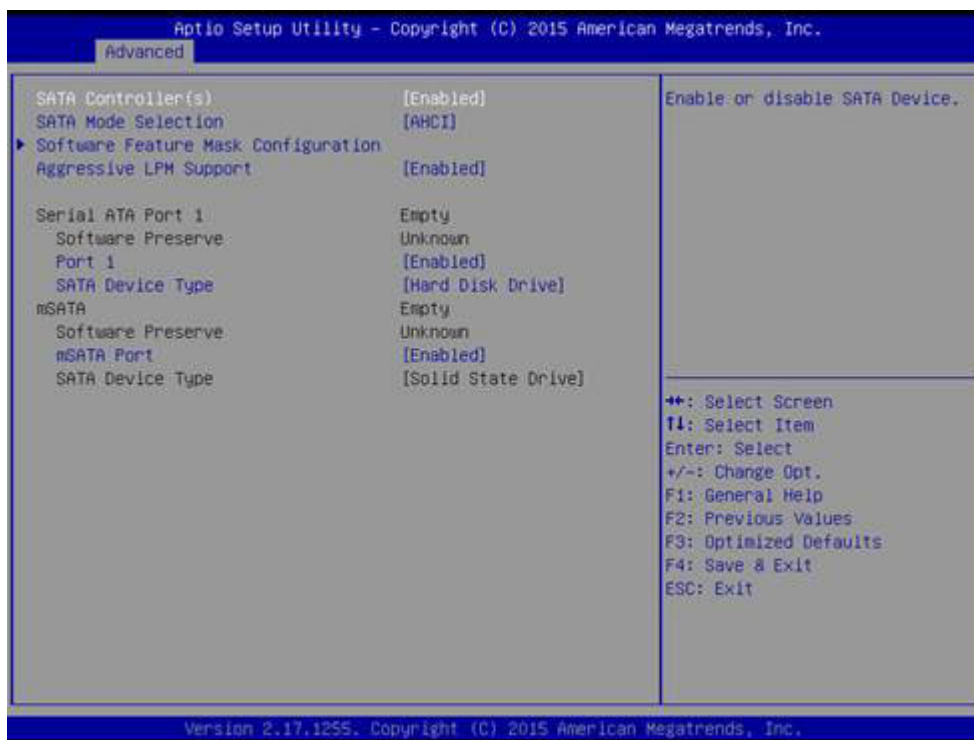 Aptio Setup Utility – Copyright (C) 2015 American Megatrends, Inc.
Advanced
SATA Controller(s) [Enabled]
SATA Mode Selection [AHCI]
Software Feature Mask Configuration
Aggressive LPM Support [Enabled]
Serial ATA Port 1 Empty
Software Preserve Unknown
Port 1 [Enabled]
SATA Device Type [Hard Disk Drive]
mSATA Empty
Software Preserve Unknown
mSATA Port [Enabled]
SATA Device Type [Solid State Drive]
Enable or disable SATA Device.
→←: Select Screen
↑↓: Select Item
Enter: Select
+/-: Change Opt.
F1: General Help
F2: Previous Values
F3: Optimized Defaults
F4: Save & Exit
ESC: Exit
Version 2.17.1255. Copyright (C) 2015 American Megatrends, Inc.